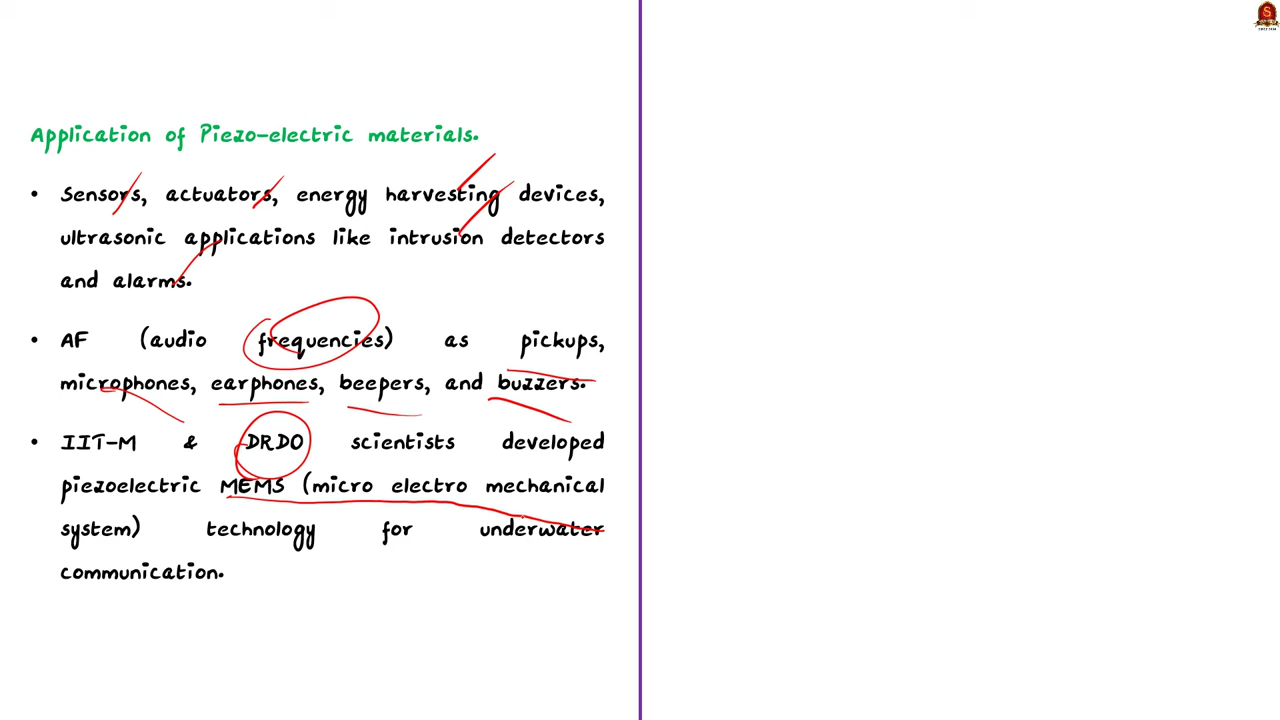 Application of Piezo-electric materials.
• Sensors, actuators, energy harvesting devices,
ultrasonic applications like intrusion detectors
and alarms.
• AF (audio frequencies) as pickups,
microphones, earphones, beepers, and buzzers.
• IIT-M & DRDO scientists developed
piezoelectric MEMS (micro electro mechanical
system) technology for underwater
communication.